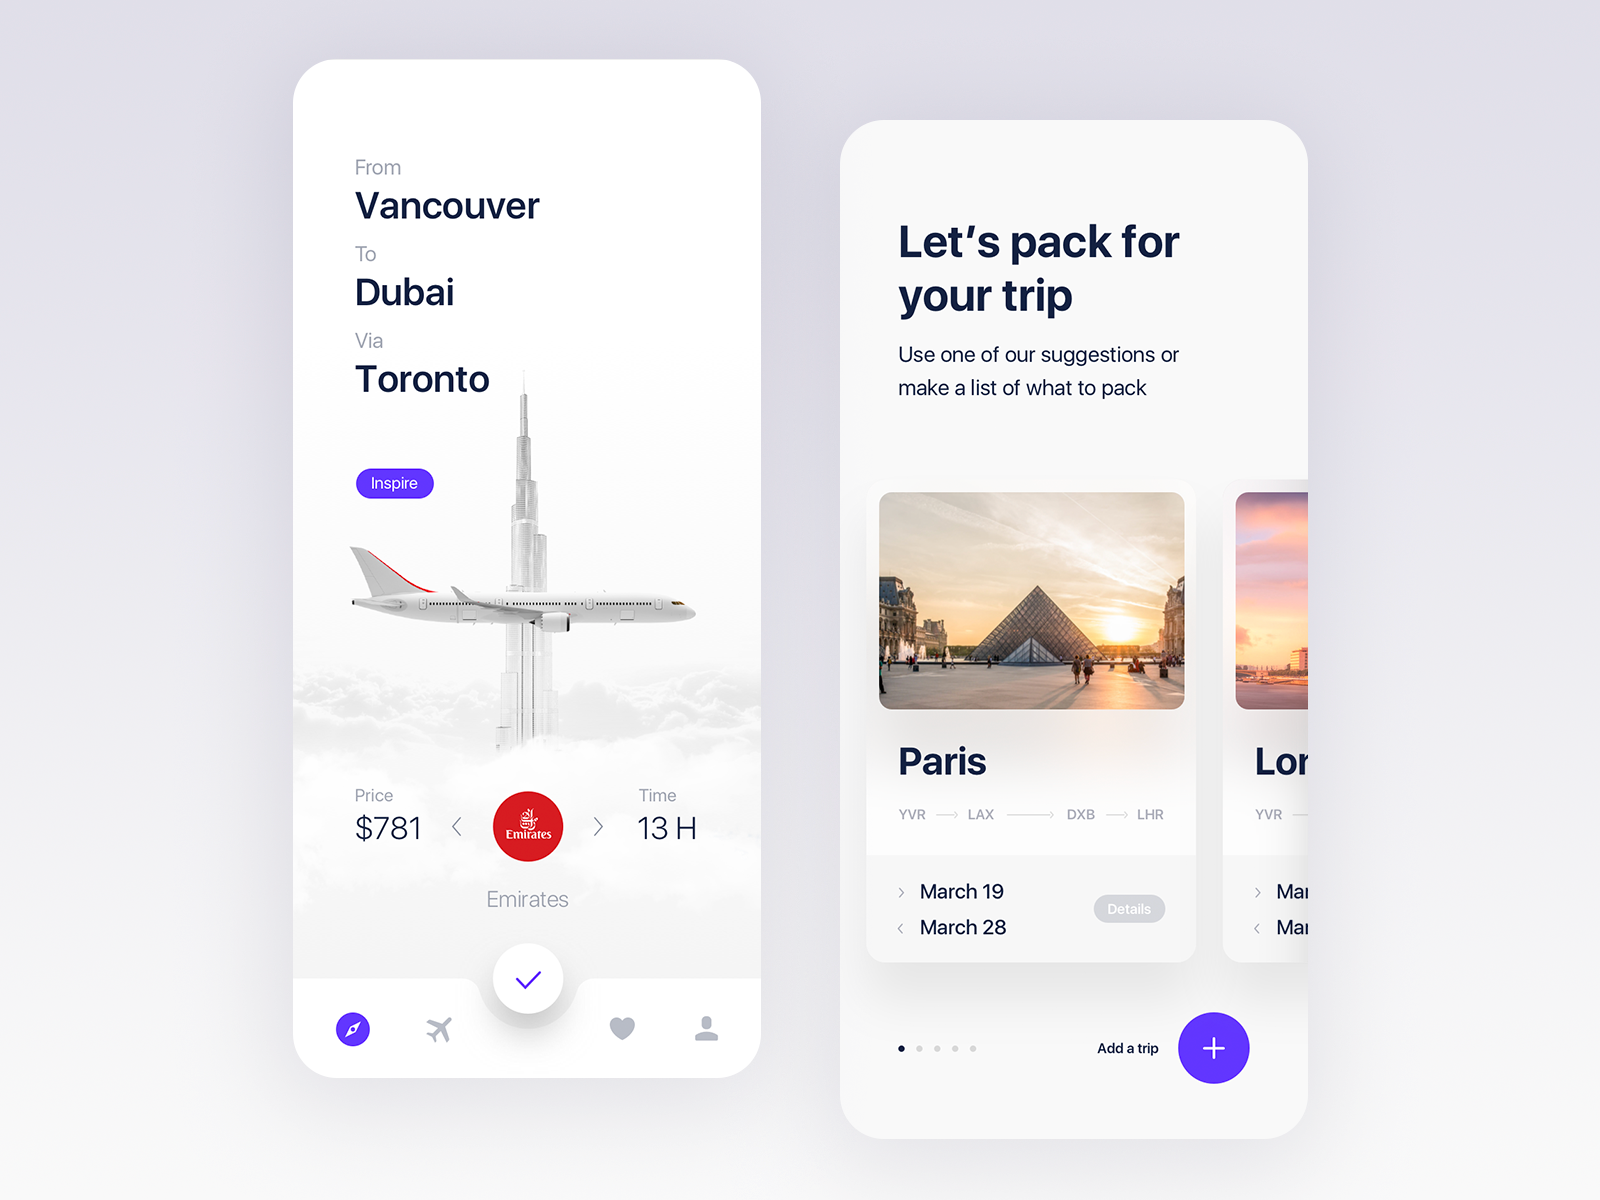 From
Vancouver
To
Dubai
Via
Toronto
Inspire
Price
$781
Emirates
Time
13 H
Emirates
Let’s pack for
your trip
Use one of our suggestions or
make a list of what to pack
Paris
YVR LAX DXB LHR
March 19
March 28
Details
Lon
YVR
Mar
Mar
Add a trip